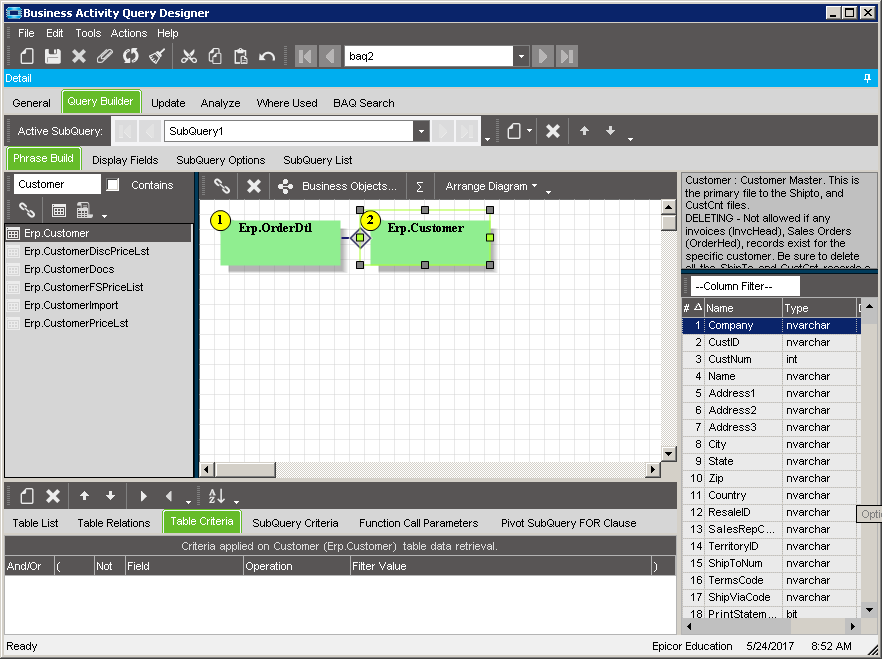 Business Activity Query Designer
File Edit Tools Actions Help
baq2
Detail
General Query Builder Update Analyze Where Used BAQ Search
Active SubQuery: SubQuery1
Phrase Build Display Fields SubQuery Options SubQuery List
Customer Contains
Business Objects... Σ Arrange Diagram
Erp.Customer
Erp.CustomerDiscPriceLst
Erp.CustomerDocs
Erp.CustomerFSPriceList
Erp.CustomerImport
Erp.CustomerPriceLst
1 Erp.OrderDtl
2 Erp.Customer
Customer : Customer Master. This is
the primary file to the Shipto, and
CustCnt files.
DELETING - Not allowed if any
invoices (InvcHead), Sales Orders
(OrderHed), records exist for the
specific customer. Be sure to delete
all the ShipTo and CustCnt records
--Column Filter--
# Name Type
1 Company nvarchar
2 CustID nvarchar
3 CustNum int
4 Name nvarchar
5 Address1 nvarchar
6 Address2 nvarchar
7 Address3 nvarchar
8 City nvarchar
9 State nvarchar
10 Zip nvarchar
11 Country nvarchar
12 ResaleID nvarchar
13 SalesRepC... nvarchar
14 TerritoryID nvarchar
15 ShipToNum nvarchar
16 TermsCode nvarchar
17 ShipViaCode nvarchar
18 PrintStatem... bit
Opti
Table List Table Relations Table Criteria SubQuery Criteria Function Call Parameters Pivot SubQuery FOR Clause
Criteria applied on Customer (Erp.Customer) table data retrieval.
And/Or ( Not Field Operation Filter Value )
Ready Epicor Education 5/24/2017 8:52 AM